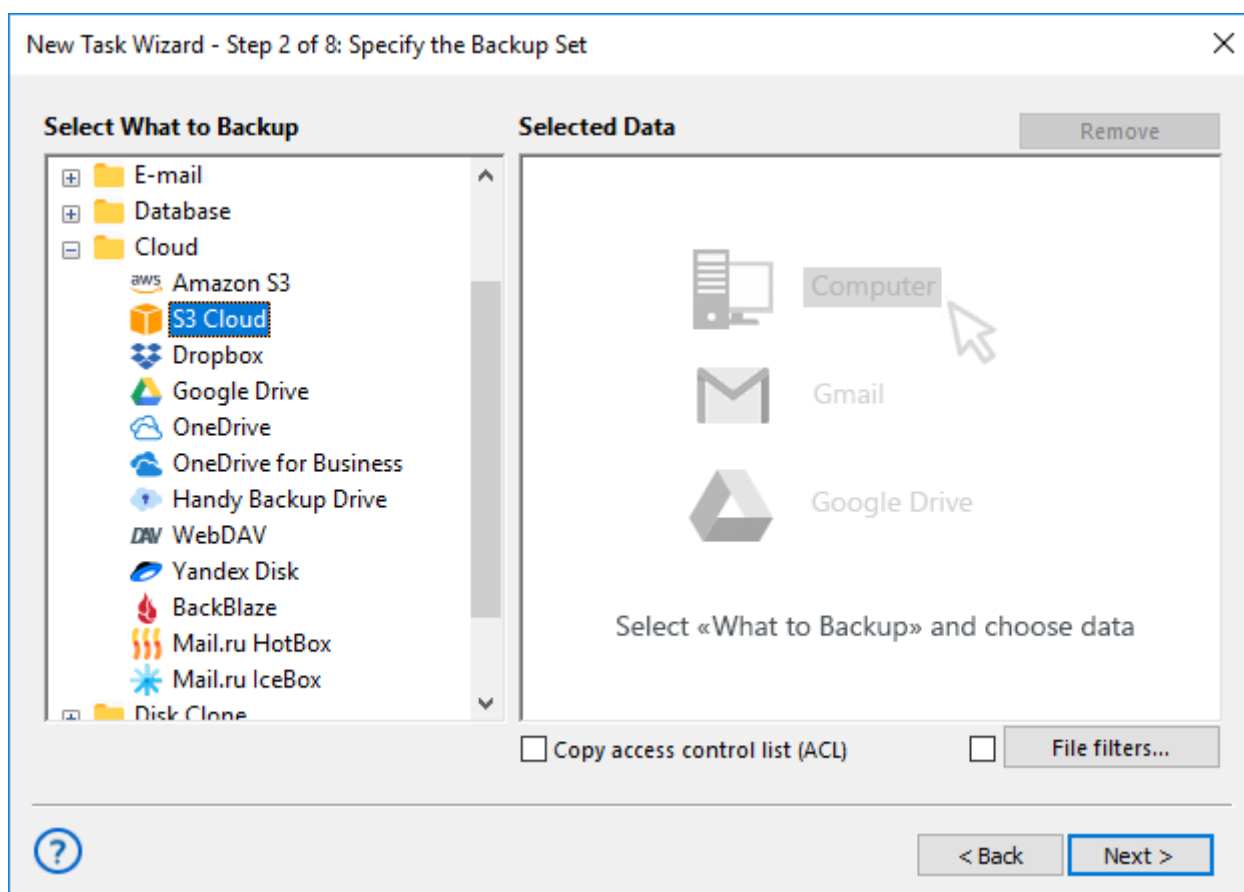 New Task Wizard - Step 2 of 8: Specify the Backup Set
Select What to Backup
E-mail
Database
Cloud
aws Amazon S3
S3 Cloud
Dropbox
Google Drive
OneDrive
OneDrive for Business
Handy Backup Drive
DAV WebDAV
Yandex Disk
BackBlaze
Mail.ru HotBox
Mail.ru IceBox
Disk Clone
Selected Data
Remove
Computer
Gmail
Google Drive
Select «What to Backup» and choose data
Copy access control list (ACL)
File filters...
?
< Back
Next >